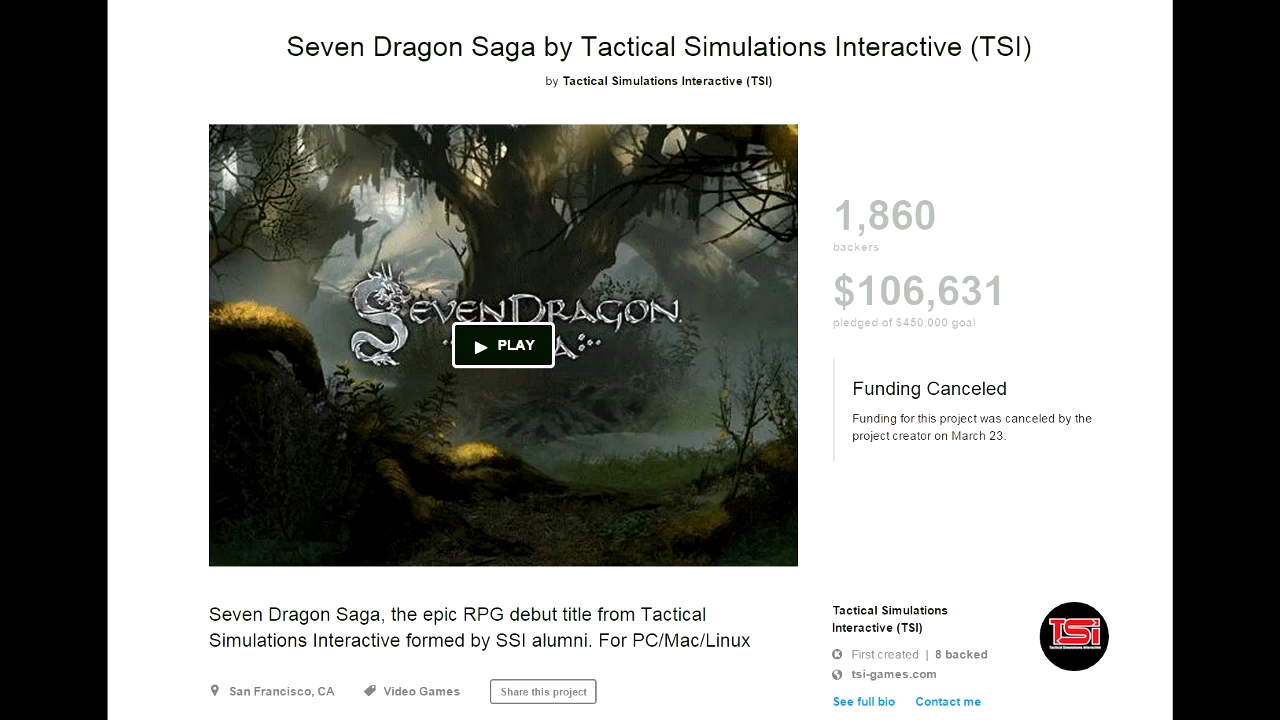 Seven Dragon Saga by Tactical Simulations Interactive (TSI)
by Tactical Simulations Interactive (TSI)
SEVEN DRAGON
PLAY
1,860
backers
$106,631
pledged of $450,000 goal
Funding Canceled
Funding for this project was canceled by the
project creator on March 23.
Seven Dragon Saga, the epic RPG debut title from Tactical
Simulations Interactive formed by SSI alumni. For PC/Mac/Linux
San Francisco, CA
Video Games
Share this project
Tactical Simulations
Interactive (TSI)
First created | 8 backed
tsi-games.com
See full bio
Contact me
TSi
Tactical Simulations Interactive